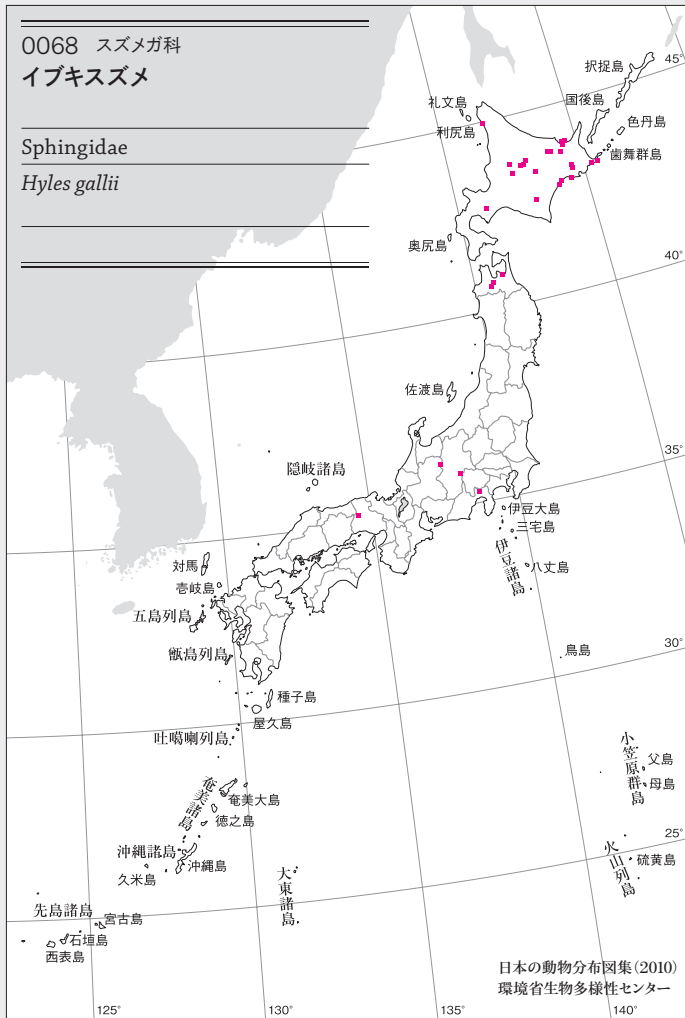 0068 スズメガ科
イブキスズメ
Sphingidae
Hyles gallii
45°
択捉島
国後島
礼文島
色丹島
利尻島
歯舞群島
奥尻島
40°
佐渡島
35°
隠岐諸島
伊豆大島
三宅島
伊豆諸島
八丈島
対馬
壱岐島
五島列島
甑島列島
鳥島
30°
種子島
屋久島
吐噶喇列島
小笠原群島
父島
母島
奄美諸島
奄美大島
徳之島
25°
沖縄諸島
沖縄島
久米島
火山列島
硫黄島
大東諸島
先島諸島
宮古島
石垣島
西表島
日本の動物分布図集(2010)
環境省生物多様性センター
125°
130°
135°
140°